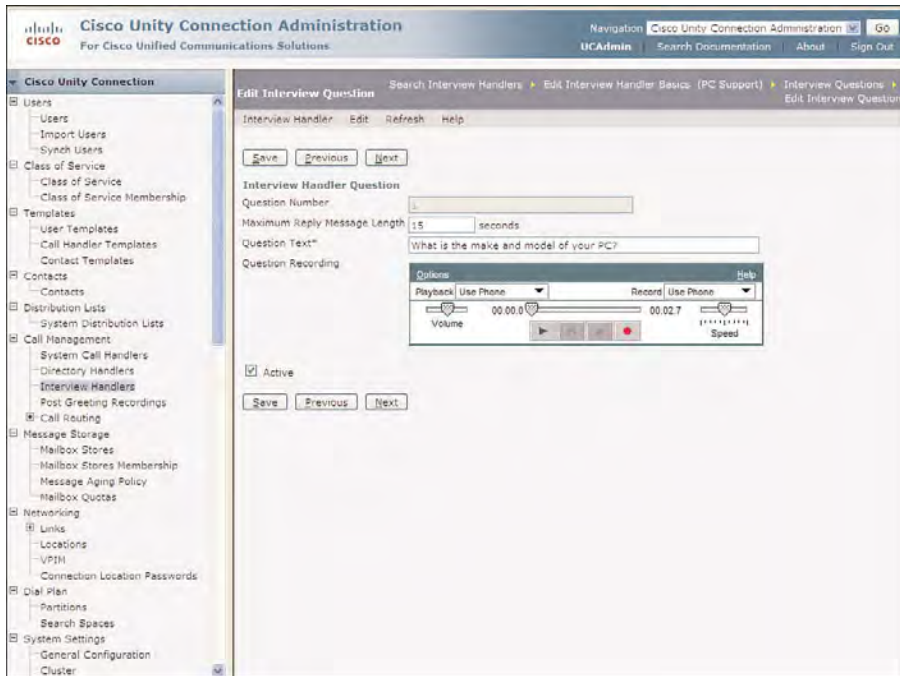 cisco
Cisco Unity Connection Administration
For Cisco Unified Communications Solutions
Navigation Cisco Unity Connection Administration Go
UCAdmin Search Documentation About Sign Out
Cisco Unity Connection
Users
Users
Import Users
Synch Users
Class of Service
Class of Service
Class of Service Membership
Templates
User Templates
Call Handler Templates
Contact Templates
Contacts
Contacts
Distribution Lists
System Distribution Lists
Call Management
System Call Handlers
Directory Handlers
Interview Handlers
Post Greeting Recordings
Call Routing
Message Storage
Mailbox Stores
Mailbox Stores Membership
Message Aging Policy
Mailbox Quotas
Networking
Links
Locations
VPIM
Connection Location Passwords
Dial Plan
Partitions
Search Spaces
System Settings
General Configuration
Cluster
Edit Interview Question
Search Interview Handlers Edit Interview Handler Basics (PC Support) Interview Questions
Edit Interview Question
Interview Handler Edit Refresh Help
Save Previous Next
Interview Handler Question
Question Number 1
Maximum Reply Message Length 15 seconds
Question Text* What is the make and model of your PC?
Question Recording
Options Help
Playback Use Phone Record Use Phone
00:00.0 00:02.7
Volume Speed
Active
Save Previous Next